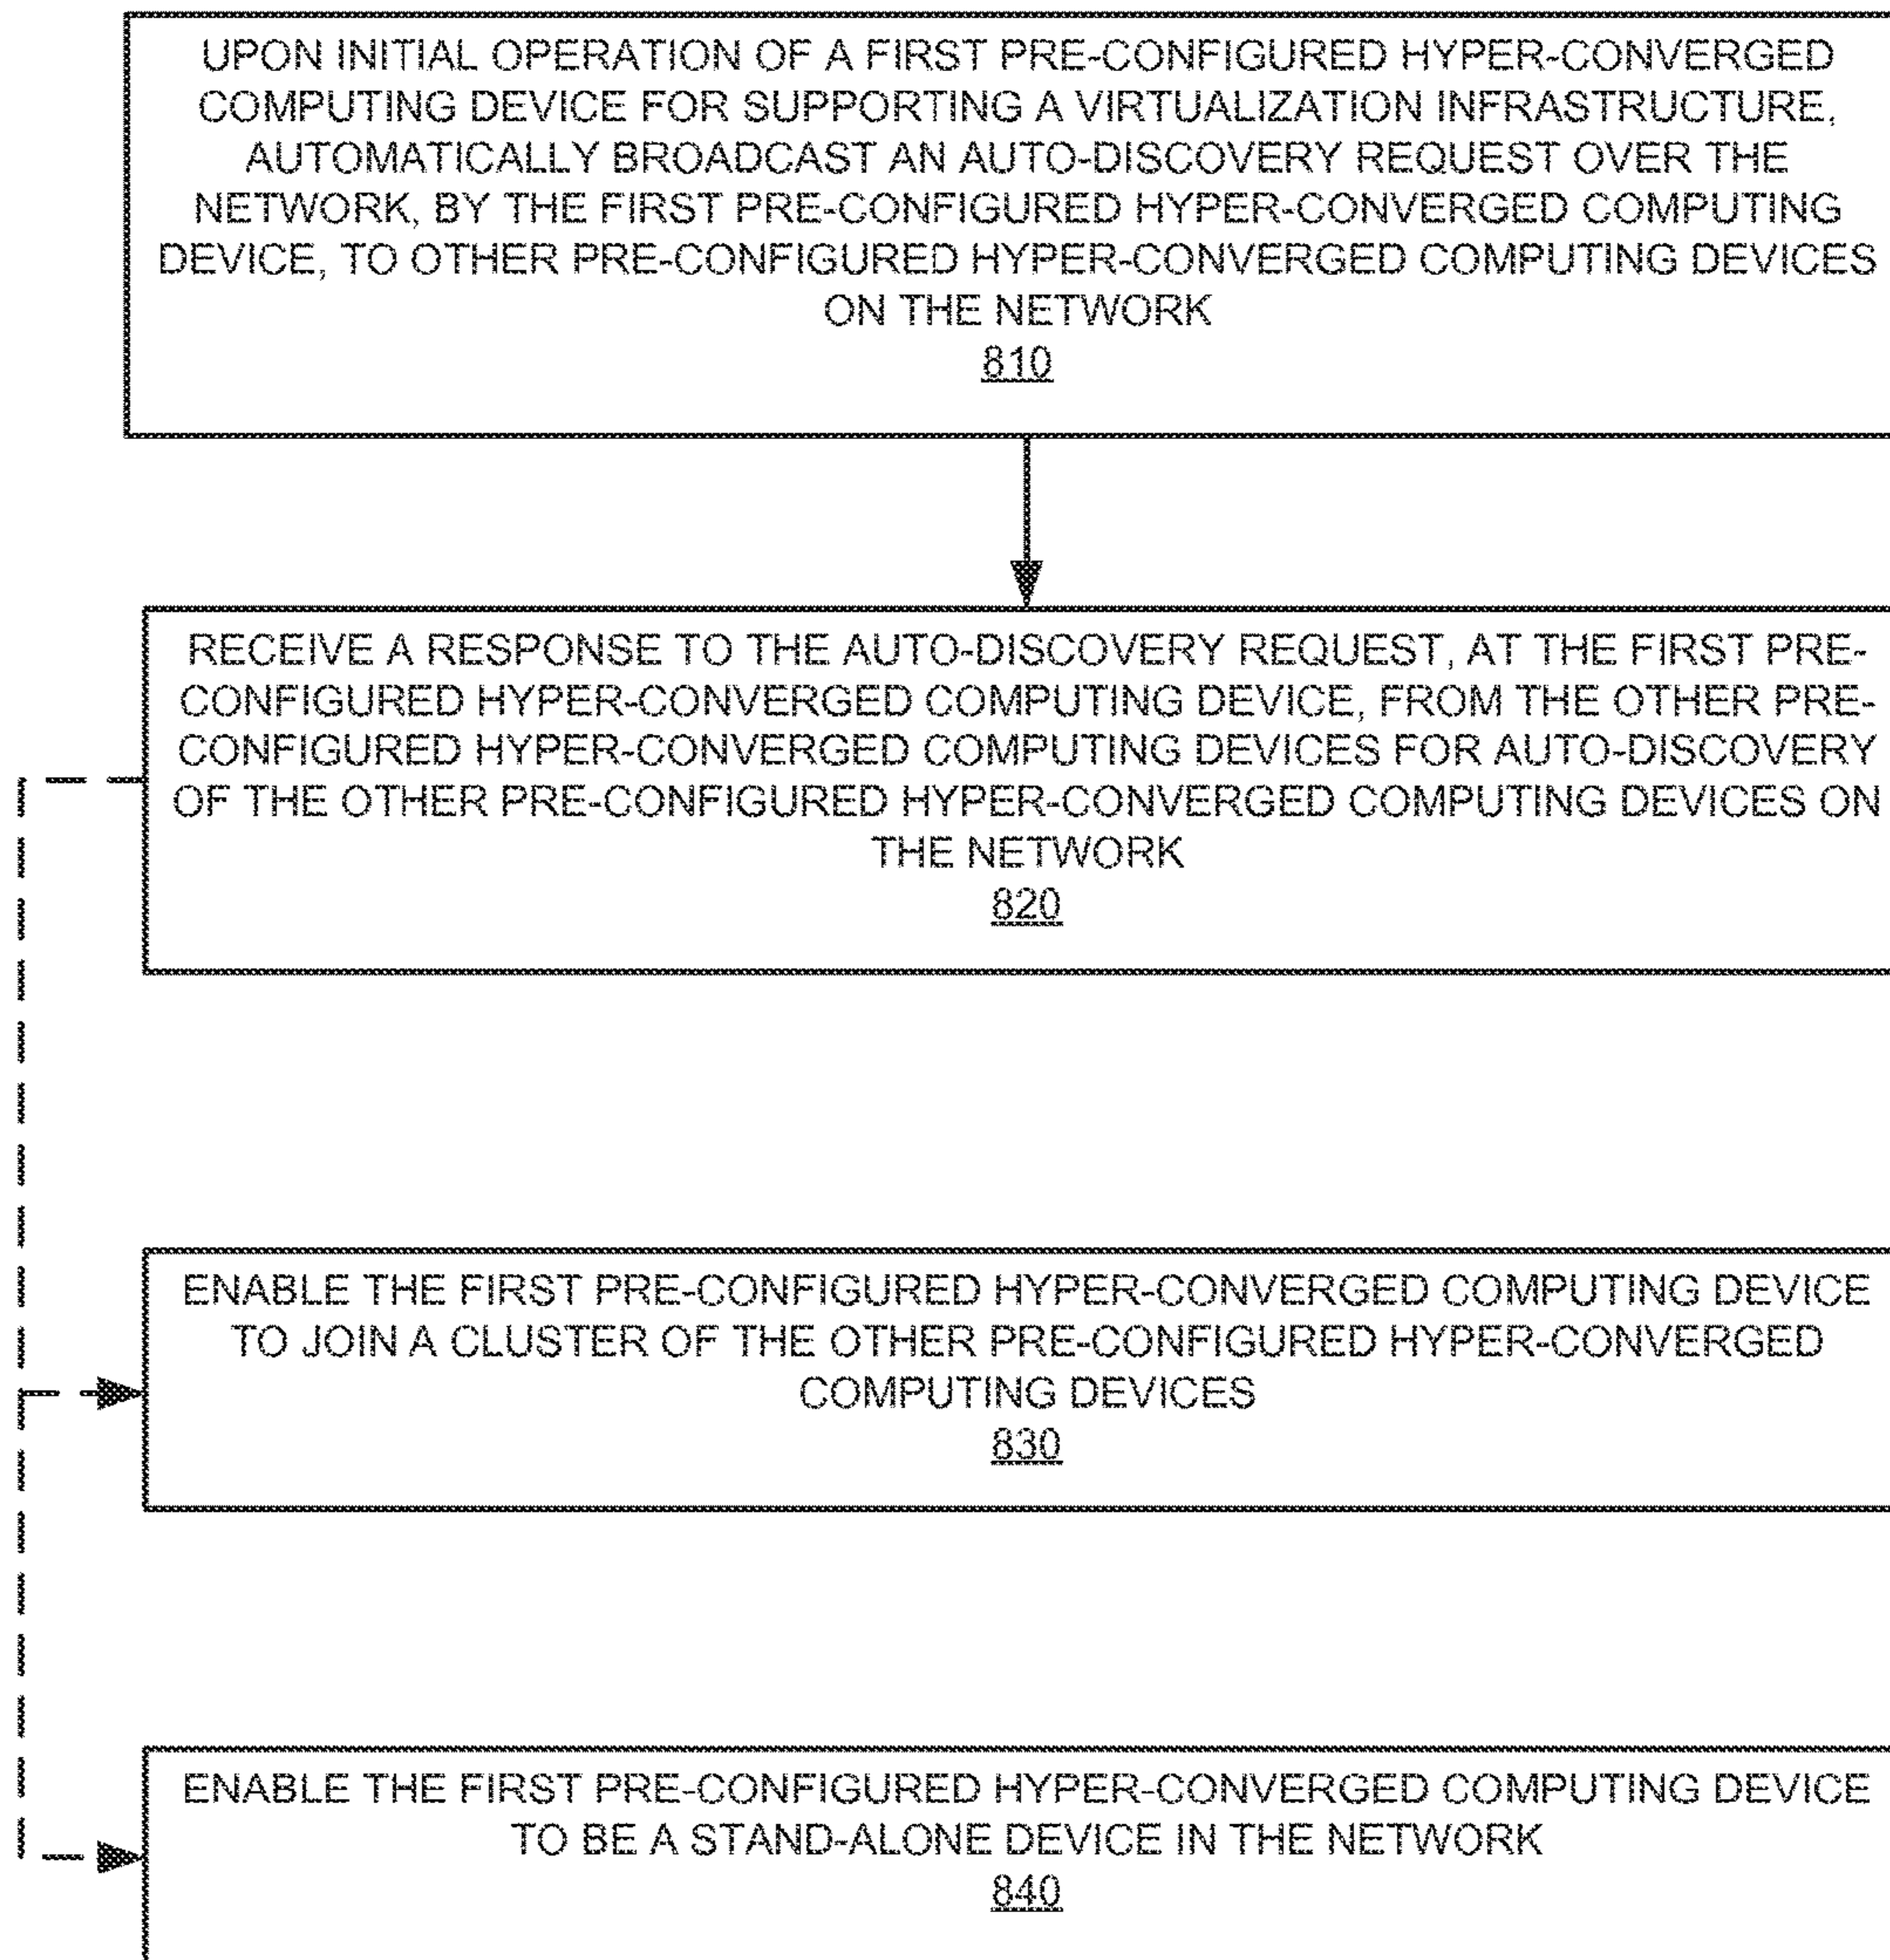 UPON INITIAL OPERATION OF A FIRST PRE-CONFIGURED HYPER-CONVERGED
COMPUTING DEVICE FOR SUPPORTING A VIRTUALIZATION INFRASTRUCTURE,
AUTOMATICALLY BROADCAST AN AUTO-DISCOVERY REQUEST OVER THE
NETWORK, BY THE FIRST PRE-CONFIGURED HYPER-CONVERGED COMPUTING
DEVICE, TO OTHER PRE-CONFIGURED HYPER-CONVERGED COMPUTING DEVICES
ON THE NETWORK
810
RECEIVE A RESPONSE TO THE AUTO-DISCOVERY REQUEST, AT THE FIRST PRE-
CONFIGURED HYPER-CONVERGED COMPUTING DEVICE, FROM THE OTHER PRE-
CONFIGURED HYPER-CONVERGED COMPUTING DEVICES FOR AUTO-DISCOVERY
OF THE OTHER PRE-CONFIGURED HYPER-CONVERGED COMPUTING DEVICES ON
THE NETWORK
820
ENABLE THE FIRST PRE-CONFIGURED HYPER-CONVERGED COMPUTING DEVICE
TO JOIN A CLUSTER OF THE OTHER PRE-CONFIGURED HYPER-CONVERGED
COMPUTING DEVICES
830
ENABLE THE FIRST PRE-CONFIGURED HYPER-CONVERGED COMPUTING DEVICE
TO BE A STAND-ALONE DEVICE IN THE NETWORK
840